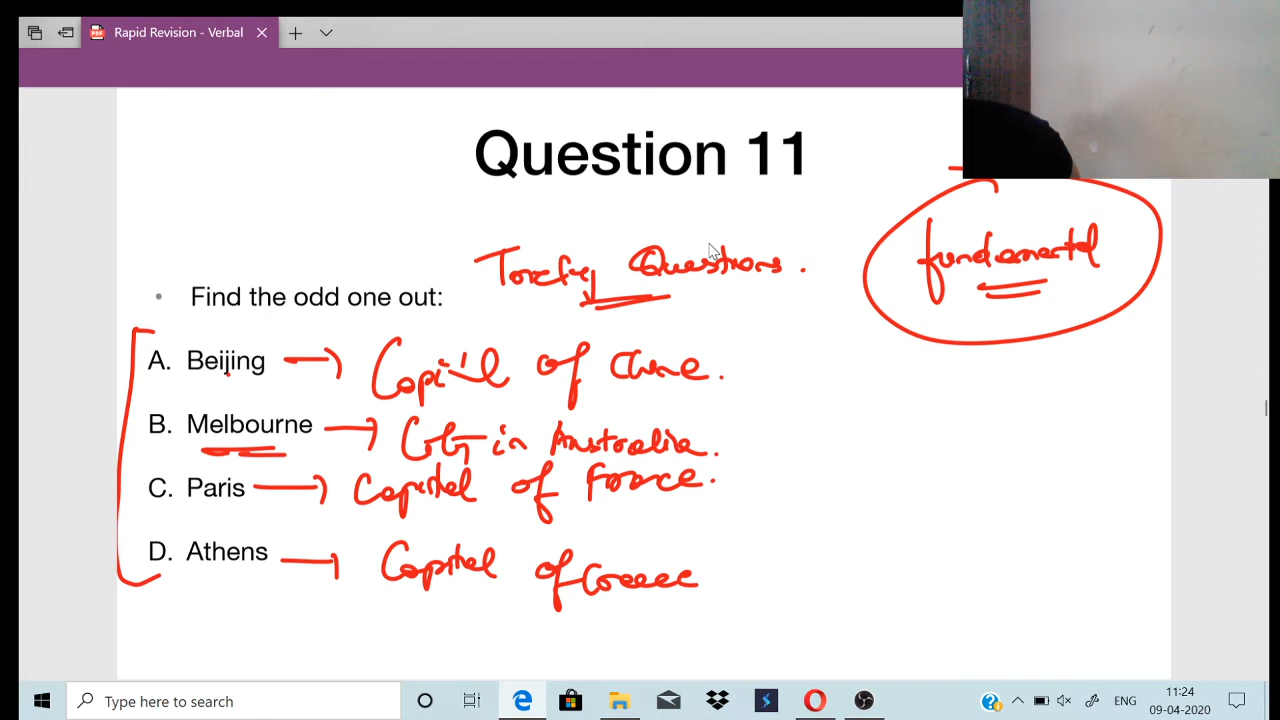 Rapid Revision - Verbal
Question 11
Questions.
fundamental
• Find the odd one out:
A. Beijing → Capital of China.
B. Melbourne → City in Australia.
C. Paris → Capital of France.
D. Athens → Capital of Greece
Type here to search
ENG
11:24
09-04-2020